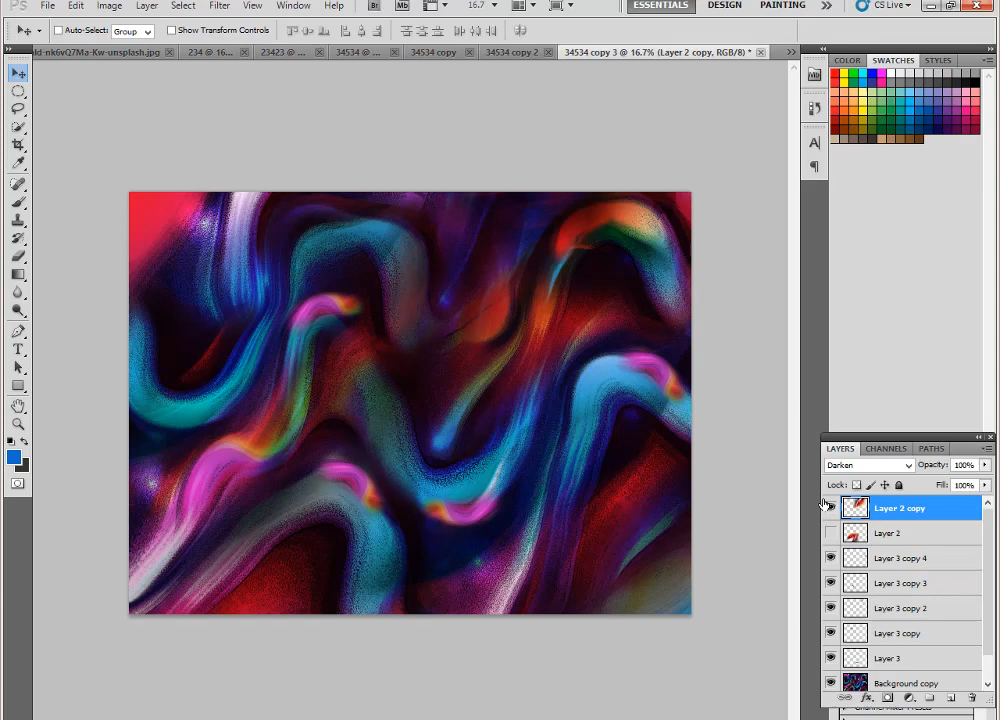 PS File Edit Image Layer Select Filter View Window Help Br Mb 16.7 ESSENTIALS DESIGN PAINTING CS Live
Auto-Select: Group Show Transform Controls
ld-nk6vQ7Ma-Kw-unsplash.jpg 234 @ 16... 23423 @ ... 34534 @ ... 34534 copy 34534 copy 2 34534 copy 3 @ 16.7% (Layer 2 copy, RGB/8) *
COLOR SWATCHES STYLES
LAYERS CHANNELS PATHS
Darken Opacity: 100%
Lock: Fill: 100%
Layer 2 copy
Layer 2
Layer 3 copy 4
Layer 3 copy 3
Layer 3 copy 2
Layer 3 copy
Layer 3
Background copy